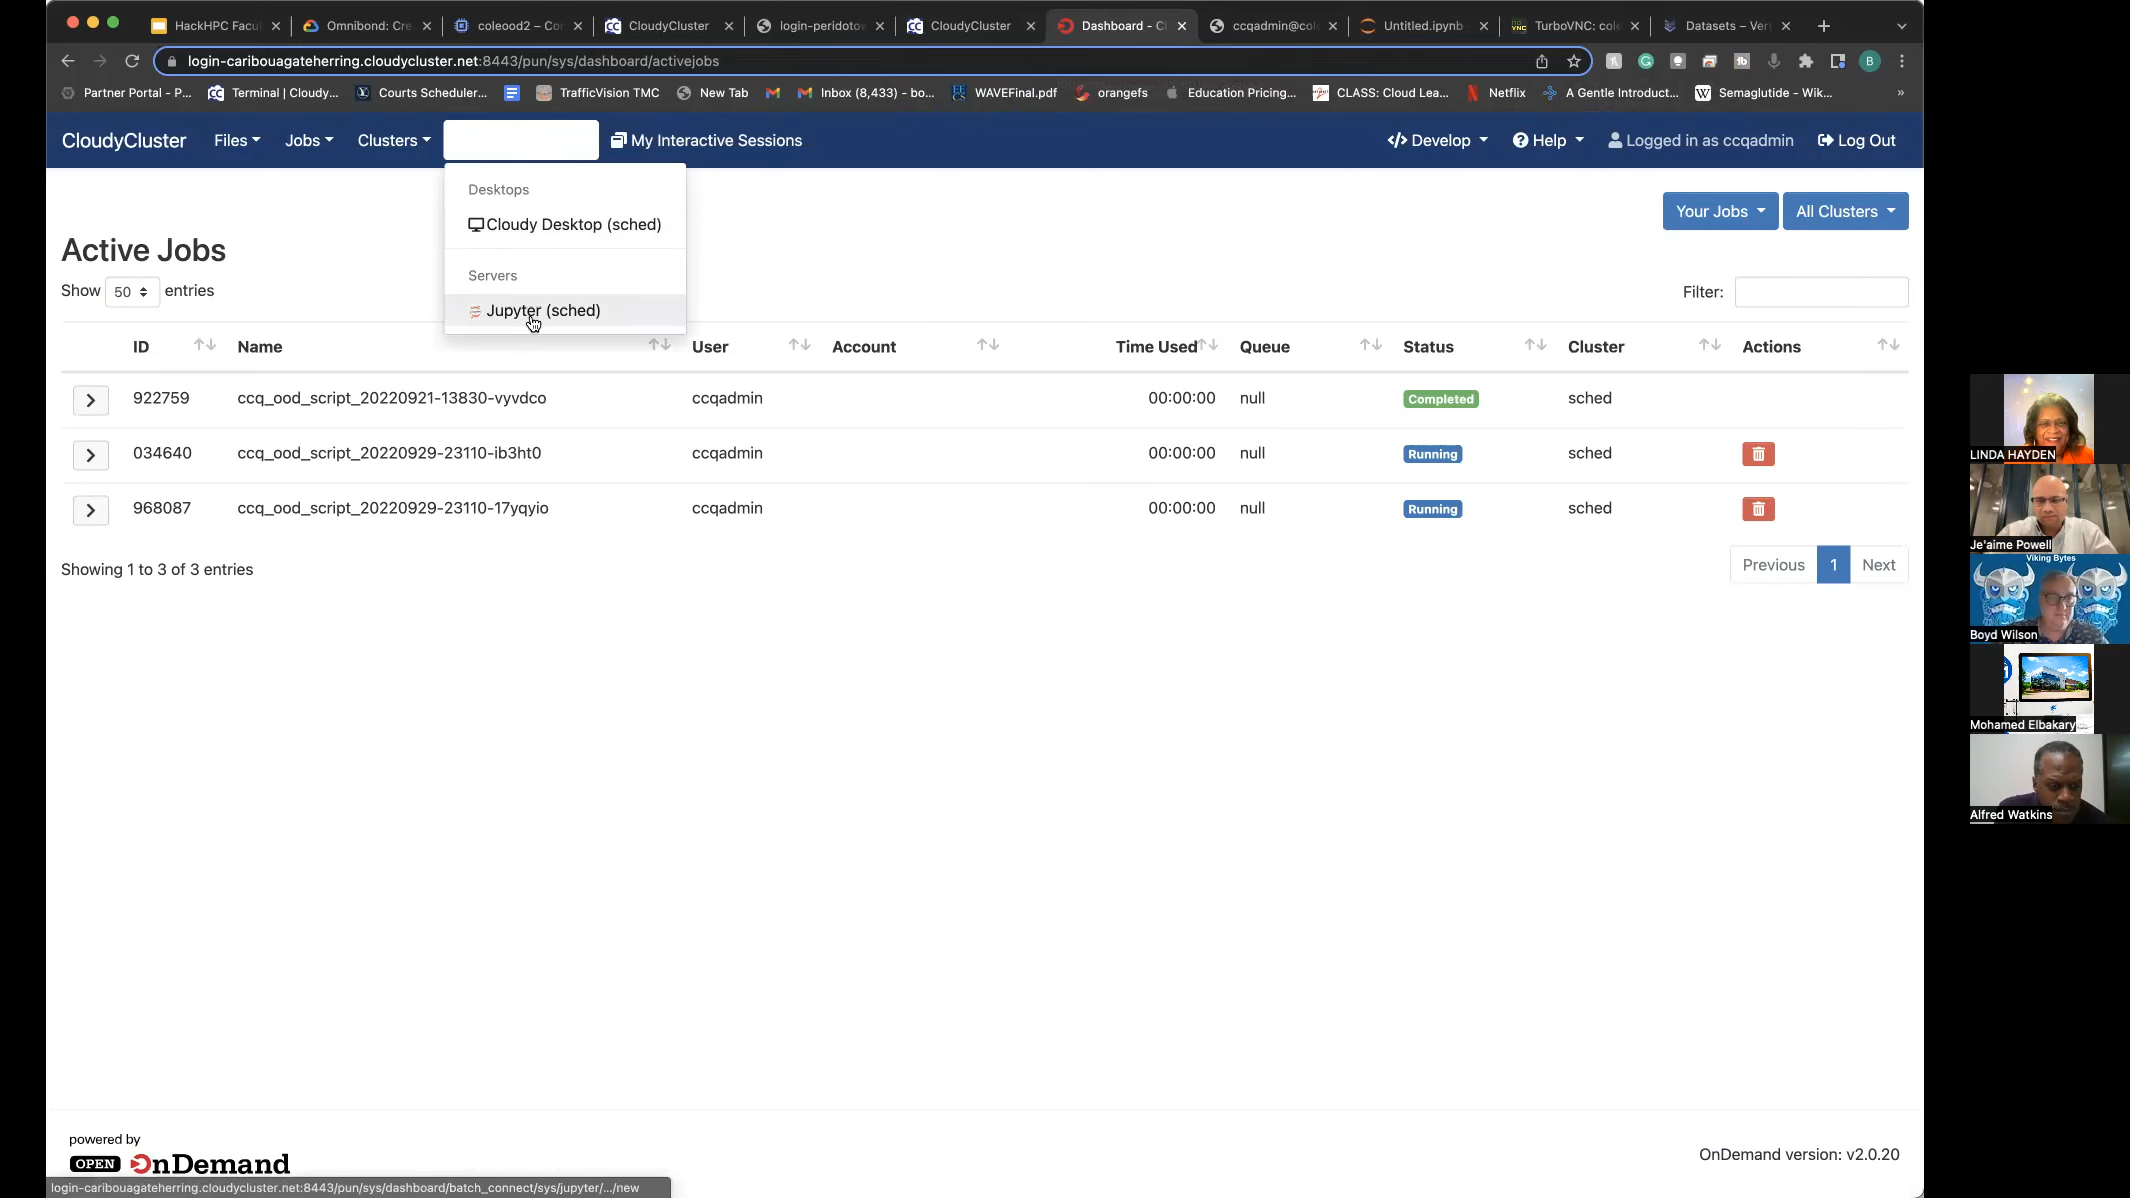 HackHPC Facul
Omnibond: Cre
coleood2 – Con
CloudyCluster
login-peridotow
CloudyCluster
Dashboard - C
ccqadmin@col
Untitled.ipynb
TurboVNC: cole
Datasets – Ver
login-caribouagateherring.cloudycluster.net:8443/pun/sys/dashboard/activejobs
Partner Portal - P...
Terminal | Cloudy...
Courts Scheduler...
TrafficVision TMC
New Tab
Inbox (8,433) - bo...
WAVEFinal.pdf
orangefs
Education Pricing...
CLASS: Cloud Lea...
Netflix
A Gentle Introduct...
Semaglutide - Wik...
»
CloudyCluster Files Jobs Clusters My Interactive Sessions </> Develop Help Logged in as ccqadmin Log Out
Desktops
Cloudy Desktop (sched)
Servers
Jupyter (sched)
Your Jobs All Clusters
Active Jobs
Show 50 entries
Filter:
ID Name User Account Time Used Queue Status Cluster Actions
922759 ccq_ood_script_20220921-13830-vyvdco ccqadmin 00:00:00 null Completed sched
034640 ccq_ood_script_20220929-23110-ib3ht0 ccqadmin 00:00:00 null Running sched
968087 ccq_ood_script_20220929-23110-17yqyio ccqadmin 00:00:00 null Running sched
Showing 1 to 3 of 3 entries
Previous 1 Next
powered by
OPEN OnDemand
OnDemand version: v2.0.20
login-caribouagateherring.cloudycluster.net:8443/pun/sys/dashboard/batch_connect/sys/jupyter/.../new
LINDA HAYDEN
Je'aime Powell
Viking Bytes
Boyd Wilson
Mohamed Elbakary
Alfred Watkins